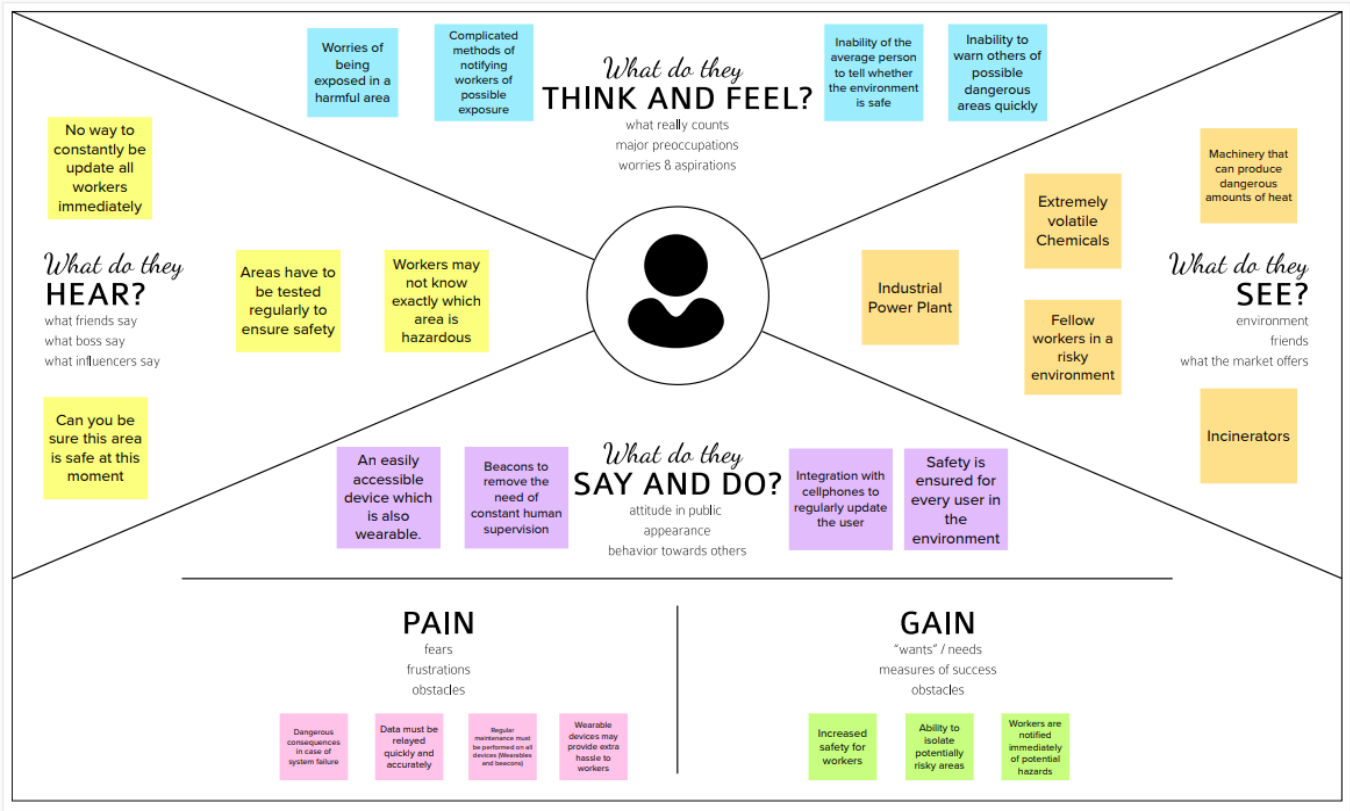 What do they
THINK AND FEEL?
what really counts
major preoccupations
worries & aspirations
Worries of
being
exposed in a
harmful area
Complicated
methods of
notifying
workers of
possible
exposure
Inability of the
average person
to tell whether
the environment
is safe
Inability to
warn others of
possible
dangerous
areas quickly
What do they
HEAR?
what friends say
what boss say
what influencers say
No way to
constantly be
update all
workers
immediately
Areas have to
be tested
regularly to
ensure safety
Workers may
not know
exactly which
area is
hazardous
Can you be
sure this area
is safe at this
moment
What do they
SEE?
environment
friends
what the market offers
Machinery that
can produce
dangerous
amounts of heat
Extremely
volatile
Chemicals
Industrial
Power Plant
Fellow
workers in a
risky
environment
Incinerators
What do they
SAY AND DO?
attitude in public
appearance
behavior towards others
An easily
accessible
device which
is also
wearable.
Beacons to
remove the
need of
constant human
supervision
Integration with
cellphones to
regularly update
the user
Safety is
ensured for
every user in
the
environment
PAIN
fears
frustrations
obstacles
Dangerous
consequences
in case of
system failure
Data must be
relayed
quickly and
accurately
Regular
maintenance must
be performed on all
devices (Wearables
and beacons)
Wearable
devices may
provide extra
hassle to
workers
GAIN
"wants" / needs
measures of success
obstacles
Increased
safety for
workers
Ability to
isolate
potentially
risky areas
Workers are
notified
immediately
of potential
hazards